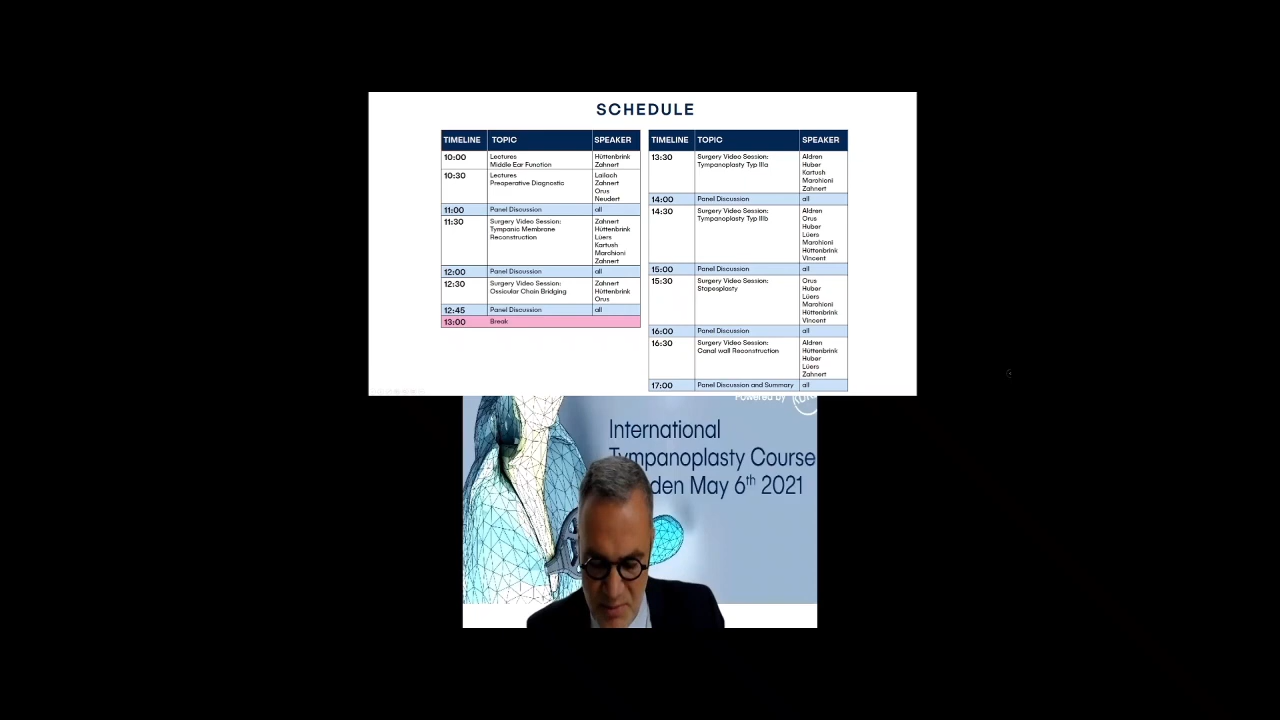 SCHEDULE
TIMELINE TOPIC SPEAKER
10:00 Lectures Hüttenbrink
Middle Ear Function Zahnert
10:30 Lectures Lailach
Preoperative Diagnostic Zahnert
Orus
Neudert
11:00 Panel Discussion all
11:30 Surgery Video Session: Zahnert
Tympanic Membrane Hüttenbrink
Reconstruction Lüers
Kartush
Marchioni
Zahnert
12:00 Panel Discussion all
12:30 Surgery Video Session: Zahnert
Ossicular Chain Bridging Hüttenbrink
Orus
12:45 Panel Discussion all
13:00 Break
TIMELINE TOPIC SPEAKER
13:30 Surgery Video Session: Aldren
Tympanoplasty Typ IIIa Huber
Kartush
Marchioni
Zahnert
14:00 Panel Discussion all
14:30 Surgery Video Session: Aldren
Tympanoplasty Typ IIIb Orus
Huber
Lüers
Marchioni
Hüttenbrink
Vincent
15:00 Panel Discussion all
15:30 Surgery Video Session: Orus
Stapesplasty Huber
Lüers
Marchioni
Hüttenbrink
Vincent
16:00 Panel Discussion all
16:30 Surgery Video Session: Aldren
Canal wall Reconstruction Hüttenbrink
Huber
Lüers
Zahnert
17:00 Panel Discussion and Summary all
Powered by
International
Tympanoplasty Course
den May 6th 2021